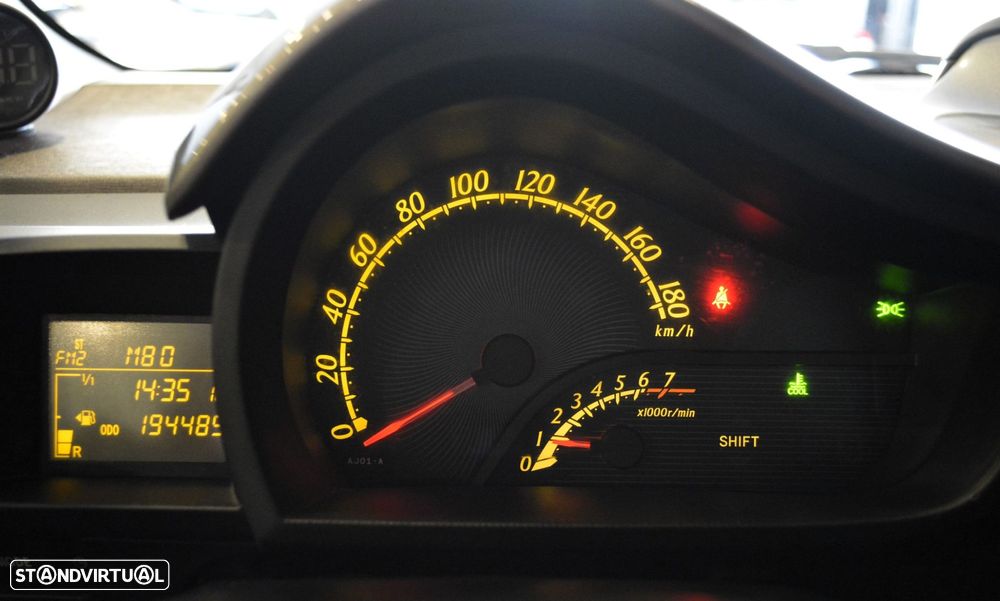 ST
FM2 M80
1/1
14:35
ODO 194485
R
0 20 40 60 80 100 120 140 160 180
km/h
0 1 2 3 4 5 6 7
x1000r/min
COOL
SHIFT
AJ01-A
STANDVIRTUAL